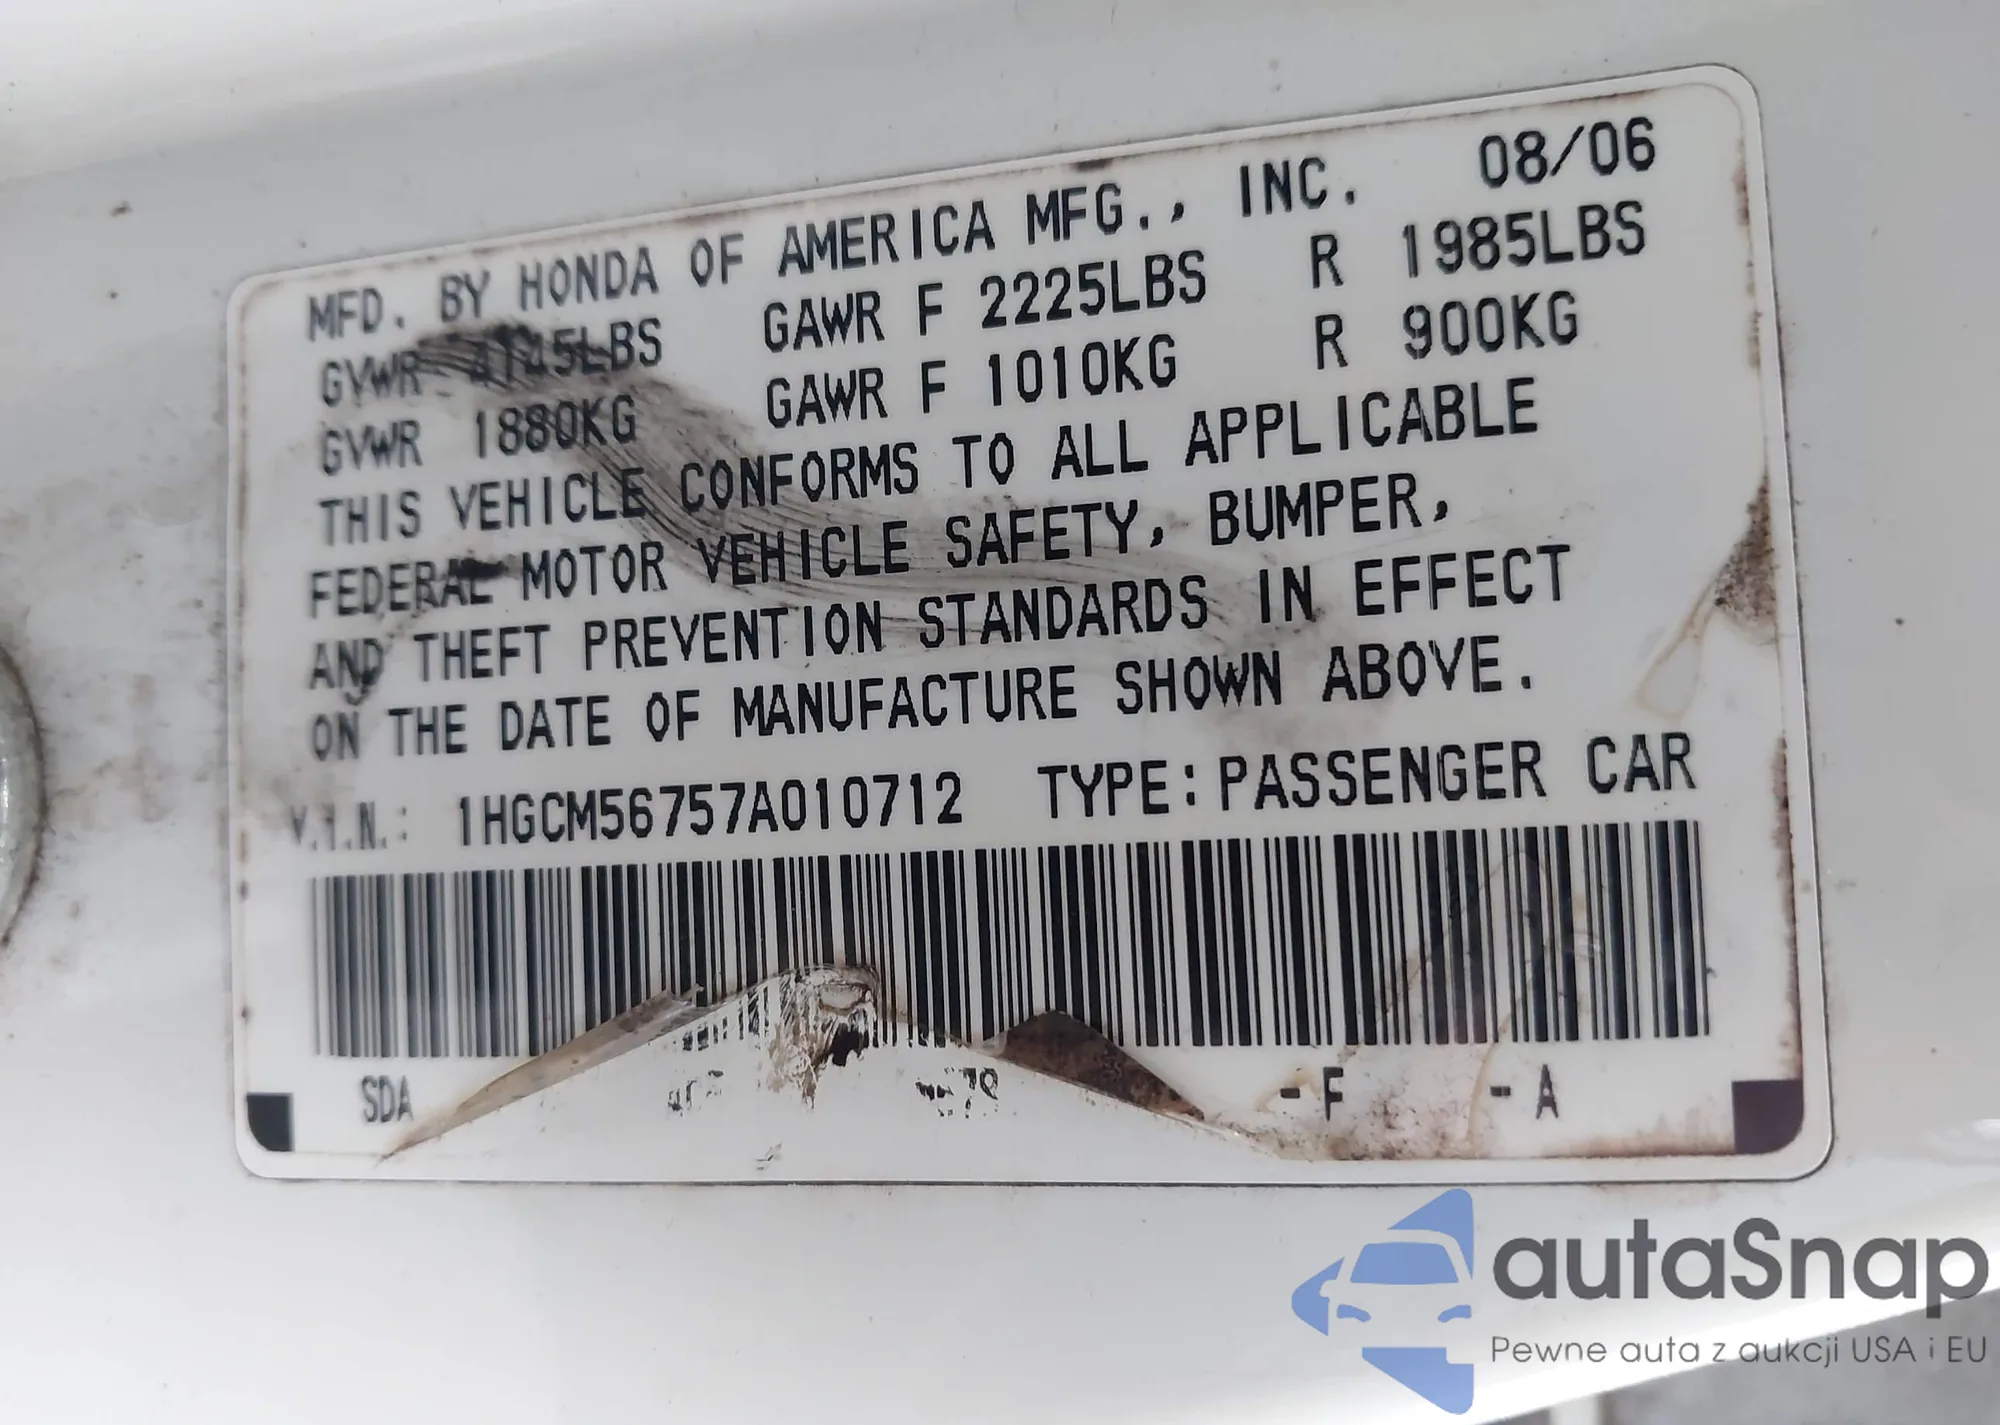 MFD. BY HONDA OF AMERICA MFG., INC. 08/06
GVWR 4145LBS GAWR F 2225LBS R 1985LBS
GVWR 1880KG GAWR F 1010KG R 900KG
THIS VEHICLE CONFORMS TO ALL APPLICABLE
FEDERAL MOTOR VEHICLE SAFETY, BUMPER,
AND THEFT PREVENTION STANDARDS IN EFFECT
ON THE DATE OF MANUFACTURE SHOWN ABOVE.
V.I.N.: 1HGCM56757A010712 TYPE: PASSENGER CAR
SDA -F -A
autaSnap
Pewne auta z aukcji USA i EU